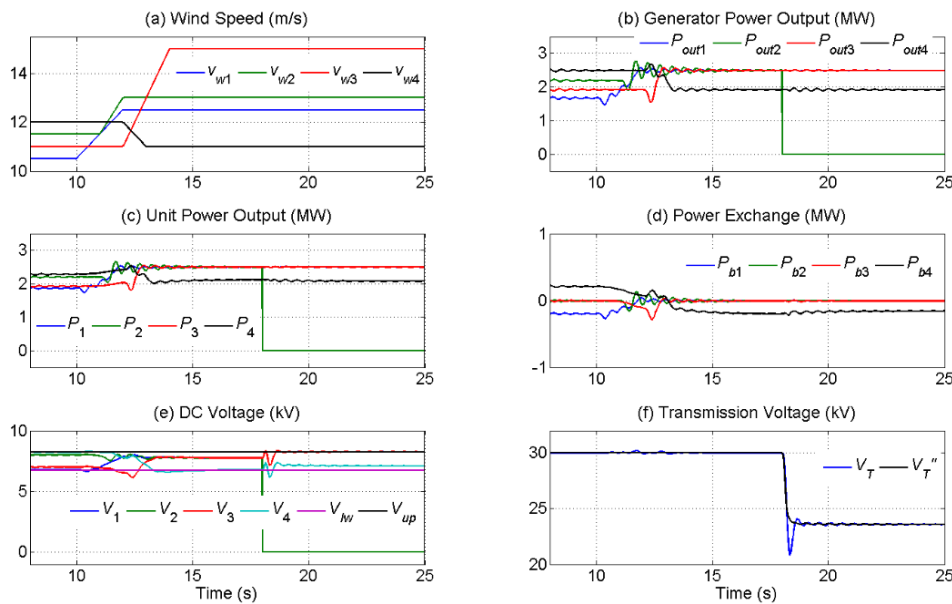 (a) Wind Speed (m/s)
14
12
10
v_w1 v_w2 v_w3 v_w4
10 15 20 25
(b) Generator Power Output (MW)
P_out1 P_out2 P_out3 P_out4
3
2
1
0
10 15 20 25
(c) Unit Power Output (MW)
3
2
1
0
P_1 P_2 P_3 P_4
10 15 20 25
(d) Power Exchange (MW)
1
0
-1
P_b1 P_b2 P_b3 P_b4
10 15 20 25
(e) DC Voltage (kV)
10
5
0
V_1 V_2 V_3 V_4 V_lw V_up
10 15 20 25
Time (s)
(f) Transmission Voltage (kV)
30
25
20
V_T V_T"
10 15 20 25
Time (s)